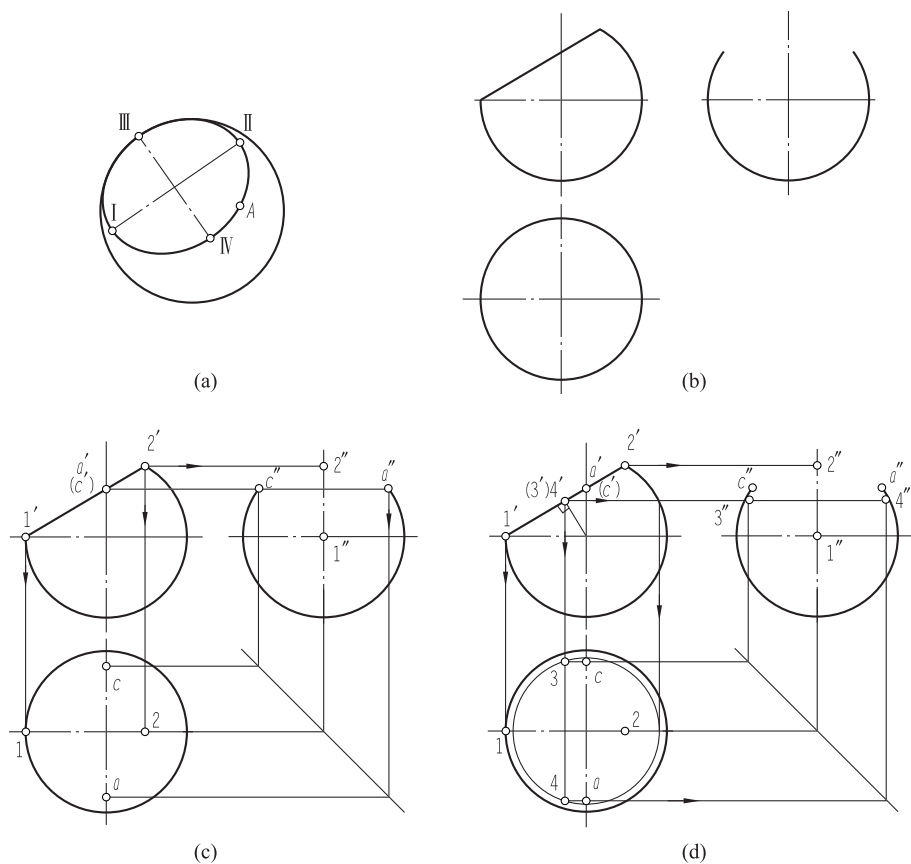 Ⅲ
Ⅱ
Ⅰ
A
Ⅳ
(a)
(b)
2′
a′
(c′)
1′
2″
c″
a″
1″
c
2
1
a
(c)
2′
a′
(3′)4′
(c′)
1′
2″
c″
a″
3″
4″
1″
3
c
2
1
4
a
(d)